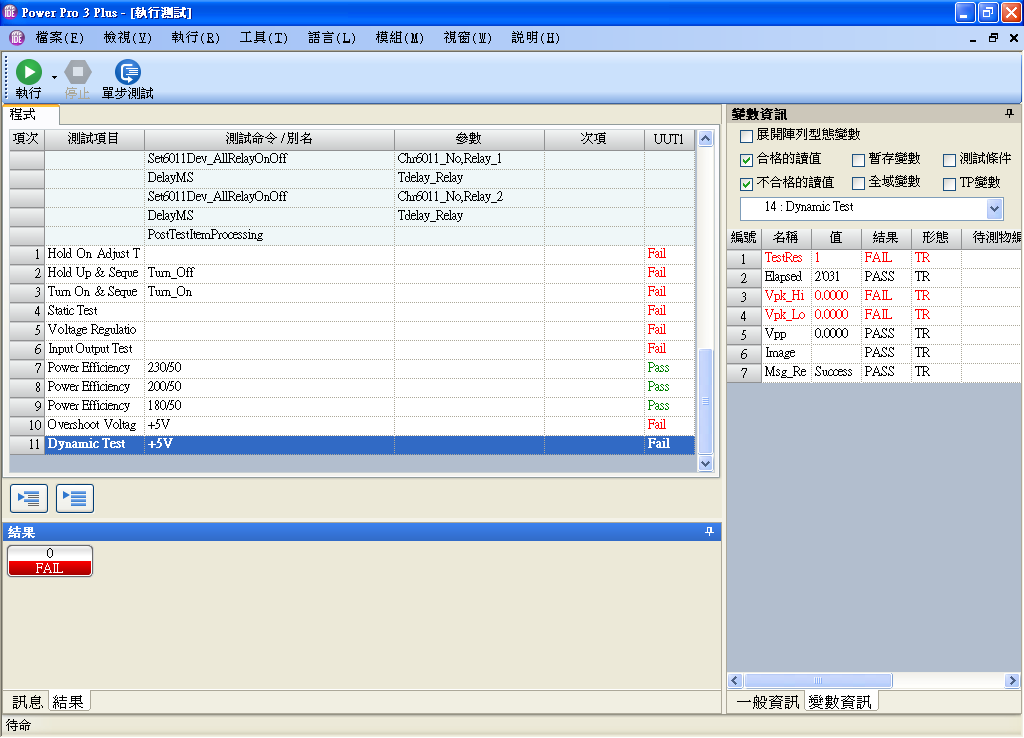 Power Pro 3 Plus - [執行測試]
檔案(F) 檢視(V) 執行(R) 工具(T) 語言(L) 模組(M) 視窗(W) 說明(H)
執行 停止 單步測試
程式
項次 測試項目 測試命令 / 別名 參數 次項 UUT1
Set6011Dev_AllRelayOnOff Chr6011_No,Relay_1
DelayMS Tdelay_Relay
Set6011Dev_AllRelayOnOff Chr6011_No,Relay_2
DelayMS Tdelay_Relay
PostTestItemProcessing
1 Hold On Adjust T Fail
2 Hold Up & Seque Turn_Off Fail
3 Turn On & Seque Turn_On Fail
4 Static Test Fail
5 Voltage Regulatio Fail
6 Input Output Test Fail
7 Power Efficiency 230/50 Pass
8 Power Efficiency 200/50 Pass
9 Power Efficiency 180/50 Pass
10 Overshoot Voltag +5V Fail
11 Dynamic Test +5V Fail
結果
0
FAIL
訊息 結果
待命
變數資訊
展開陣列型態變數
合格的讀值 暫存變數 測試條件
不合格的讀值 全域變數 TP變數
14 : Dynamic Test
編號 名稱 值 結果 形態 待測物編
1 TestRes 1 FAIL TR
2 Elapsed 2'031 PASS TR
3 Vpk_Hi 0.0000 FAIL TR
4 Vpk_Lo 0.0000 FAIL TR
5 Vpp 0.0000 PASS TR
6 Image PASS TR
7 Msg_Re Success PASS TR
一般資訊 變數資訊